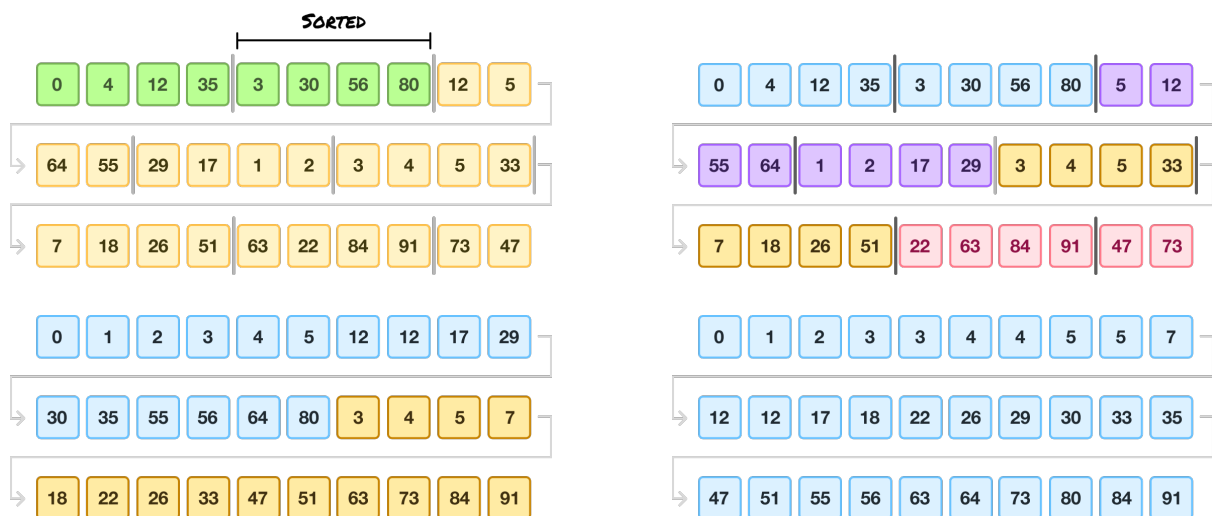 SORTED
0 4 12 35 3 30 56 80 12 5
64 55 29 17 1 2 3 4 5 33
7 18 26 51 63 22 84 91 73 47
0 4 12 35 3 30 56 80 5 12
55 64 1 2 17 29 3 4 5 33
7 18 26 51 22 63 84 91 47 73
0 1 2 3 4 5 12 12 17 29
30 35 55 56 64 80 3 4 5 7
18 22 26 33 47 51 63 73 84 91
0 1 2 3 3 4 4 5 5 7
12 12 17 18 22 26 29 30 33 35
47 51 55 56 63 64 73 80 84 91